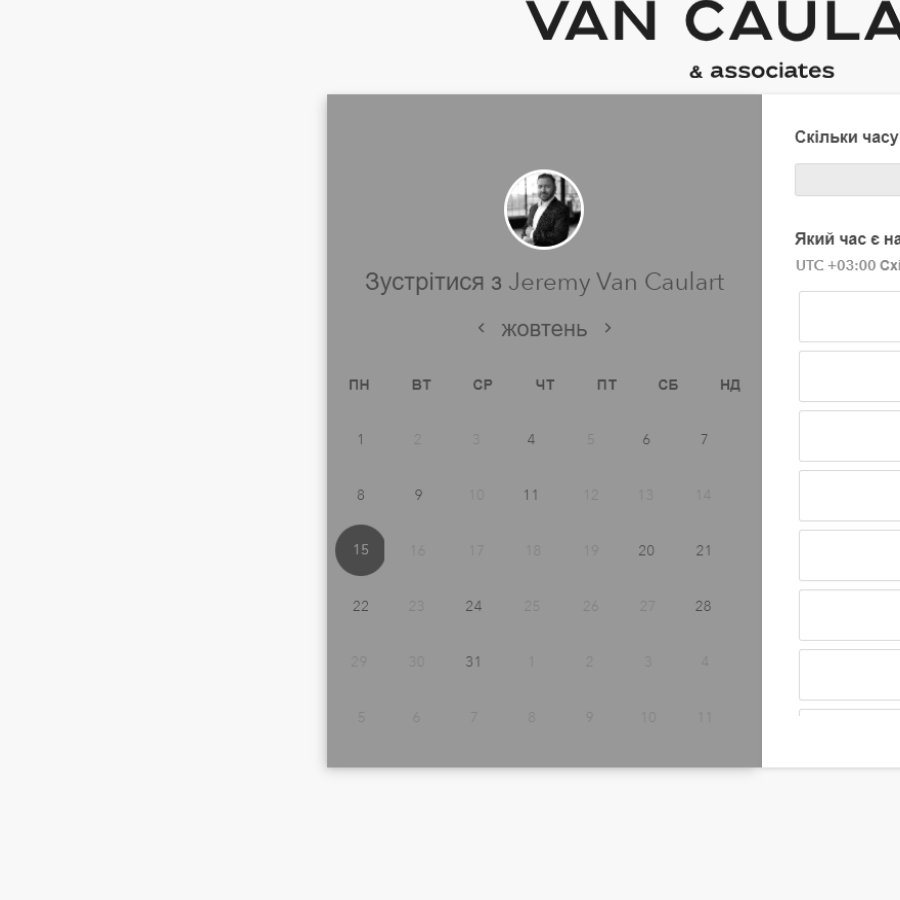 VAN CAULA
& associates
Скільки часу
Зустрітися з Jeremy Van Caulart
< жовтень >
ПН ВТ СР ЧТ ПТ СБ НД
1 2 3 4 5 6 7
8 9 10 11 12 13 14
15 16 17 18 19 20 21
22 23 24 25 26 27 28
29 30 31 1 2 3 4
5 6 7 8 9 10 11
Який час є на
UTC +03:00 Схі